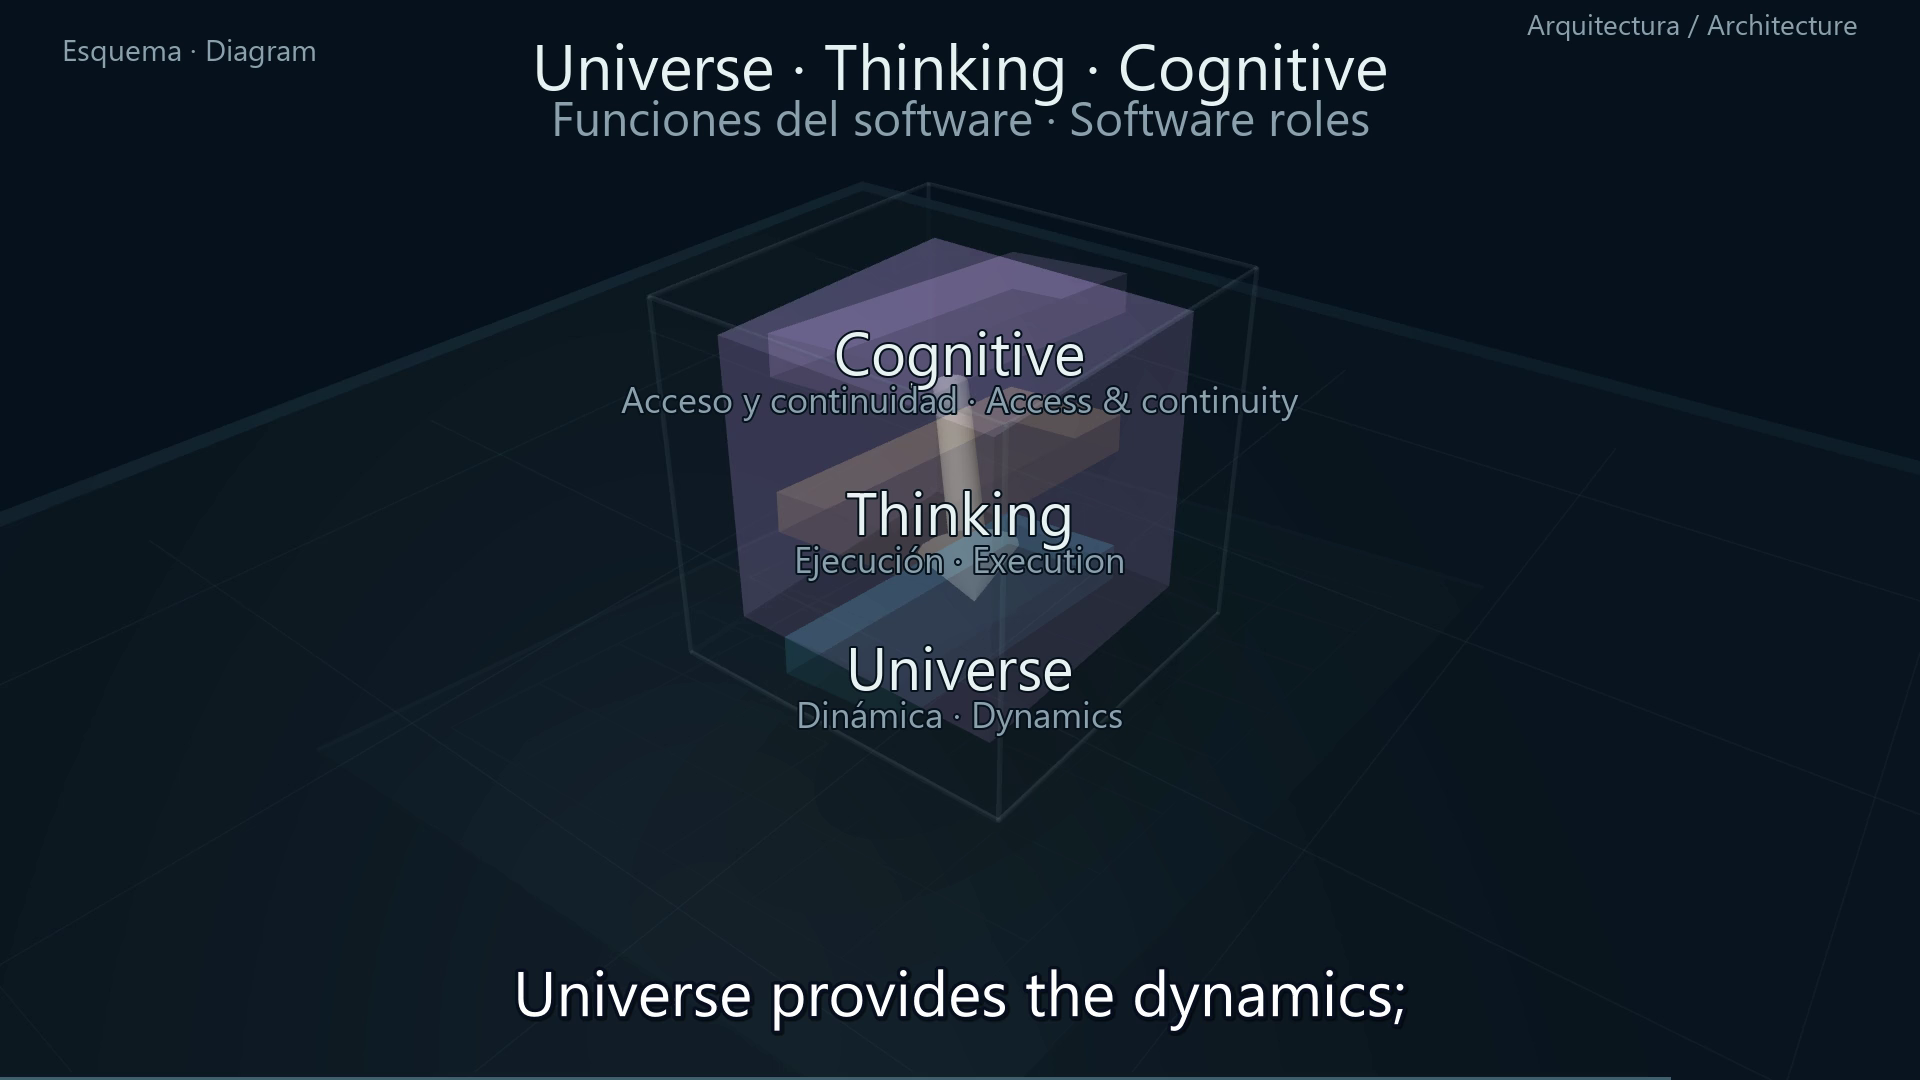 Esquema · Diagram
Arquitectura / Architecture
Universe · Thinking · Cognitive
Funciones del software · Software roles
Cognitive
Acceso y continuidad · Access & continuity
Thinking
Ejecución · Execution
Universe
Dinámica · Dynamics
Universe provides the dynamics;